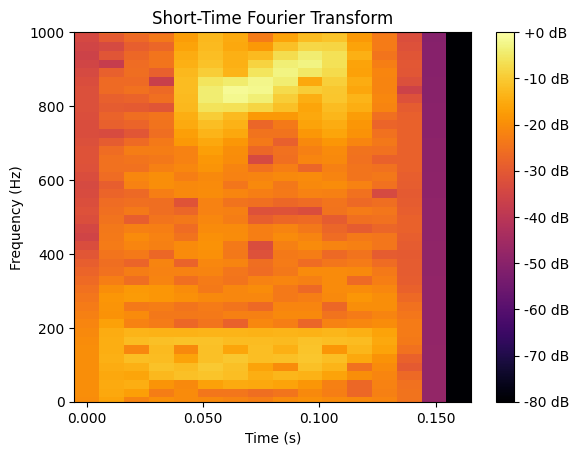 Short-Time Fourier Transform
1000
800
600
400
200
0
Frequency (Hz)
0.000
0.050
0.100
0.150
Time (s)
+0 dB
-10 dB
-20 dB
-30 dB
-40 dB
-50 dB
-60 dB
-70 dB
-80 dB